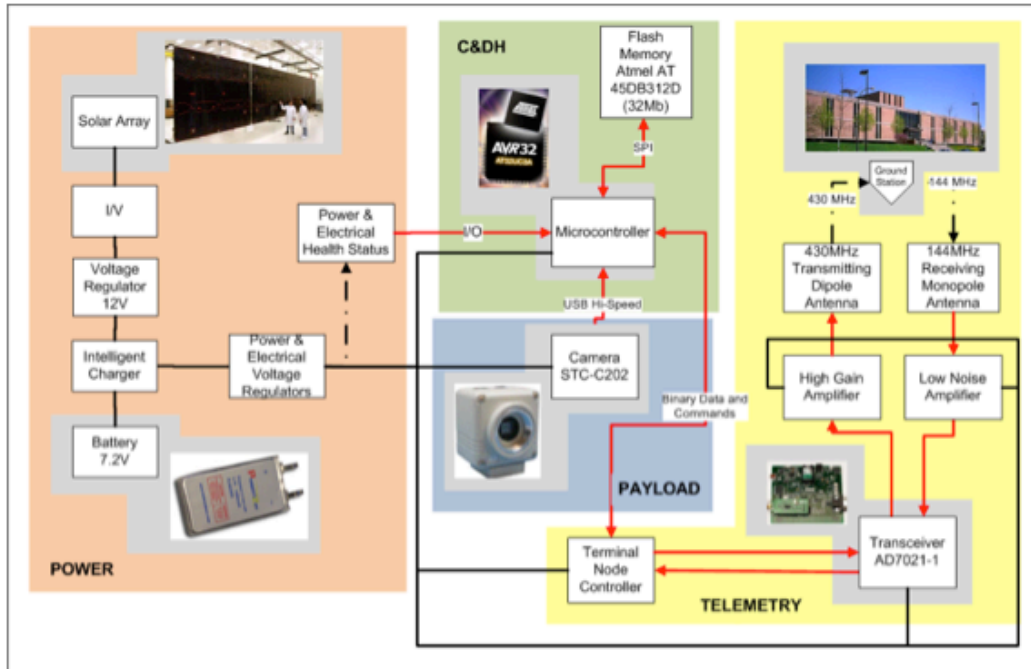 Solar Array
I/V
Voltage
Regulator
12V
Intelligent
Charger
Battery
7.2V
Power &
Electrical
Health Status
Power &
Electrical
Voltage
Regulators
POWER
C&DH
Flash
Memory
Atmel AT
45DB312D
(32Mb)
AVR32
SPI
I/O
Microcontroller
USB Hi-Speed
Camera
STC-C202
PAYLOAD
Binary Data and
Commands
Ground
Station
430 MHz
144 MHz
430MHz
Transmitting
Dipole
Antenna
144MHz
Receiving
Monopole
Antenna
High Gain
Amplifier
Low Noise
Amplifier
Terminal
Node
Controller
Transceiver
AD7021-1
TELEMETRY